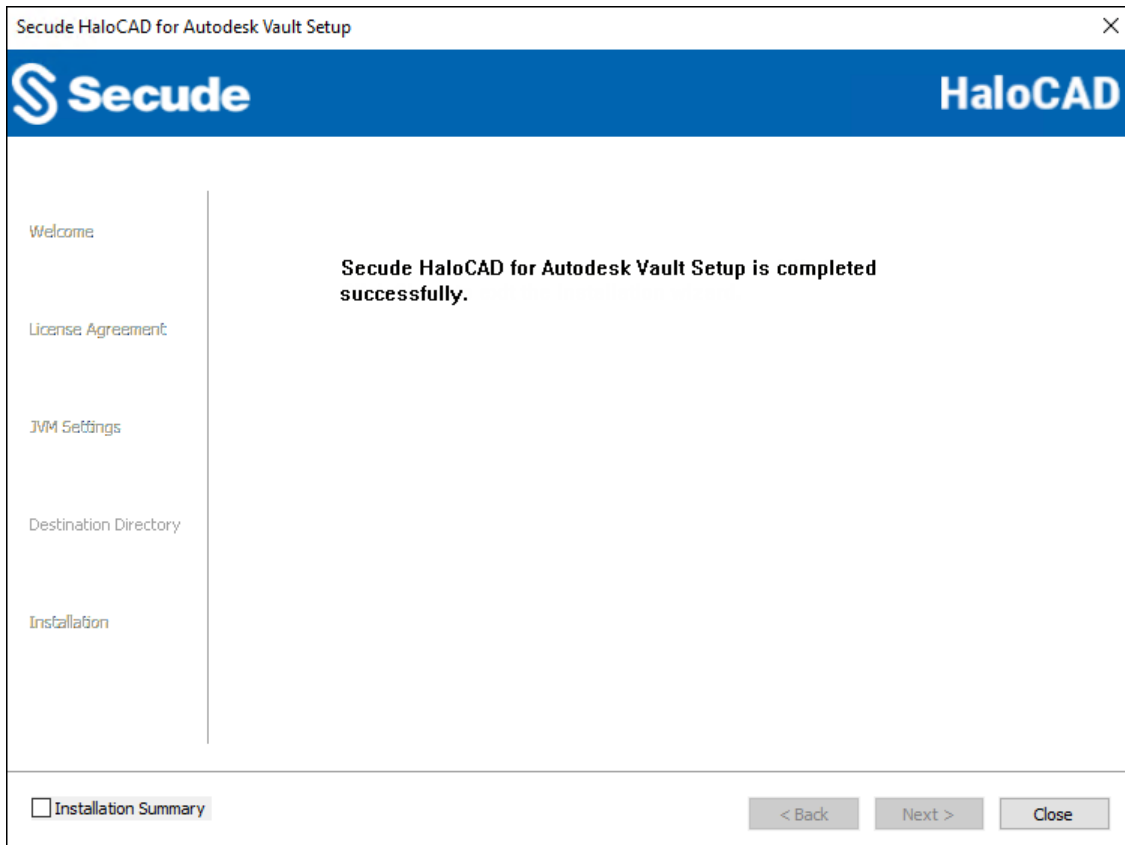 Secude HaloCAD for Autodesk Vault Setup
Secude
HaloCAD
Welcome
License Agreement
JVM Settings
Destination Directory
Installation
Secude HaloCAD for Autodesk Vault Setup is completed
successfully.
Installation Summary
< Back
Next >
Close